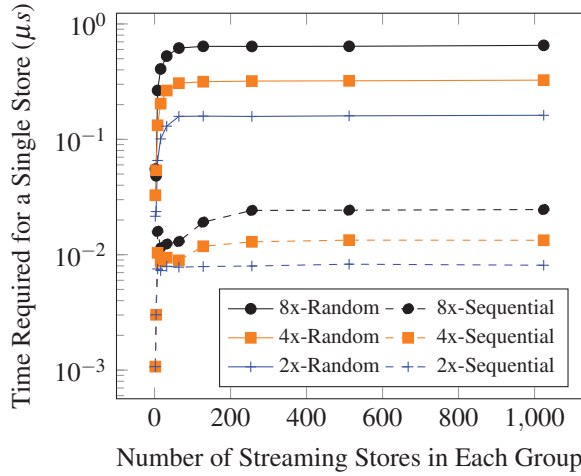 Time Required for a Single Store (μs)
10⁰
10⁻¹
10⁻²
10⁻³
8x-Random 8x-Sequential
4x-Random 4x-Sequential
2x-Random 2x-Sequential
0 200 400 600 800 1,000
Number of Streaming Stores in Each Group